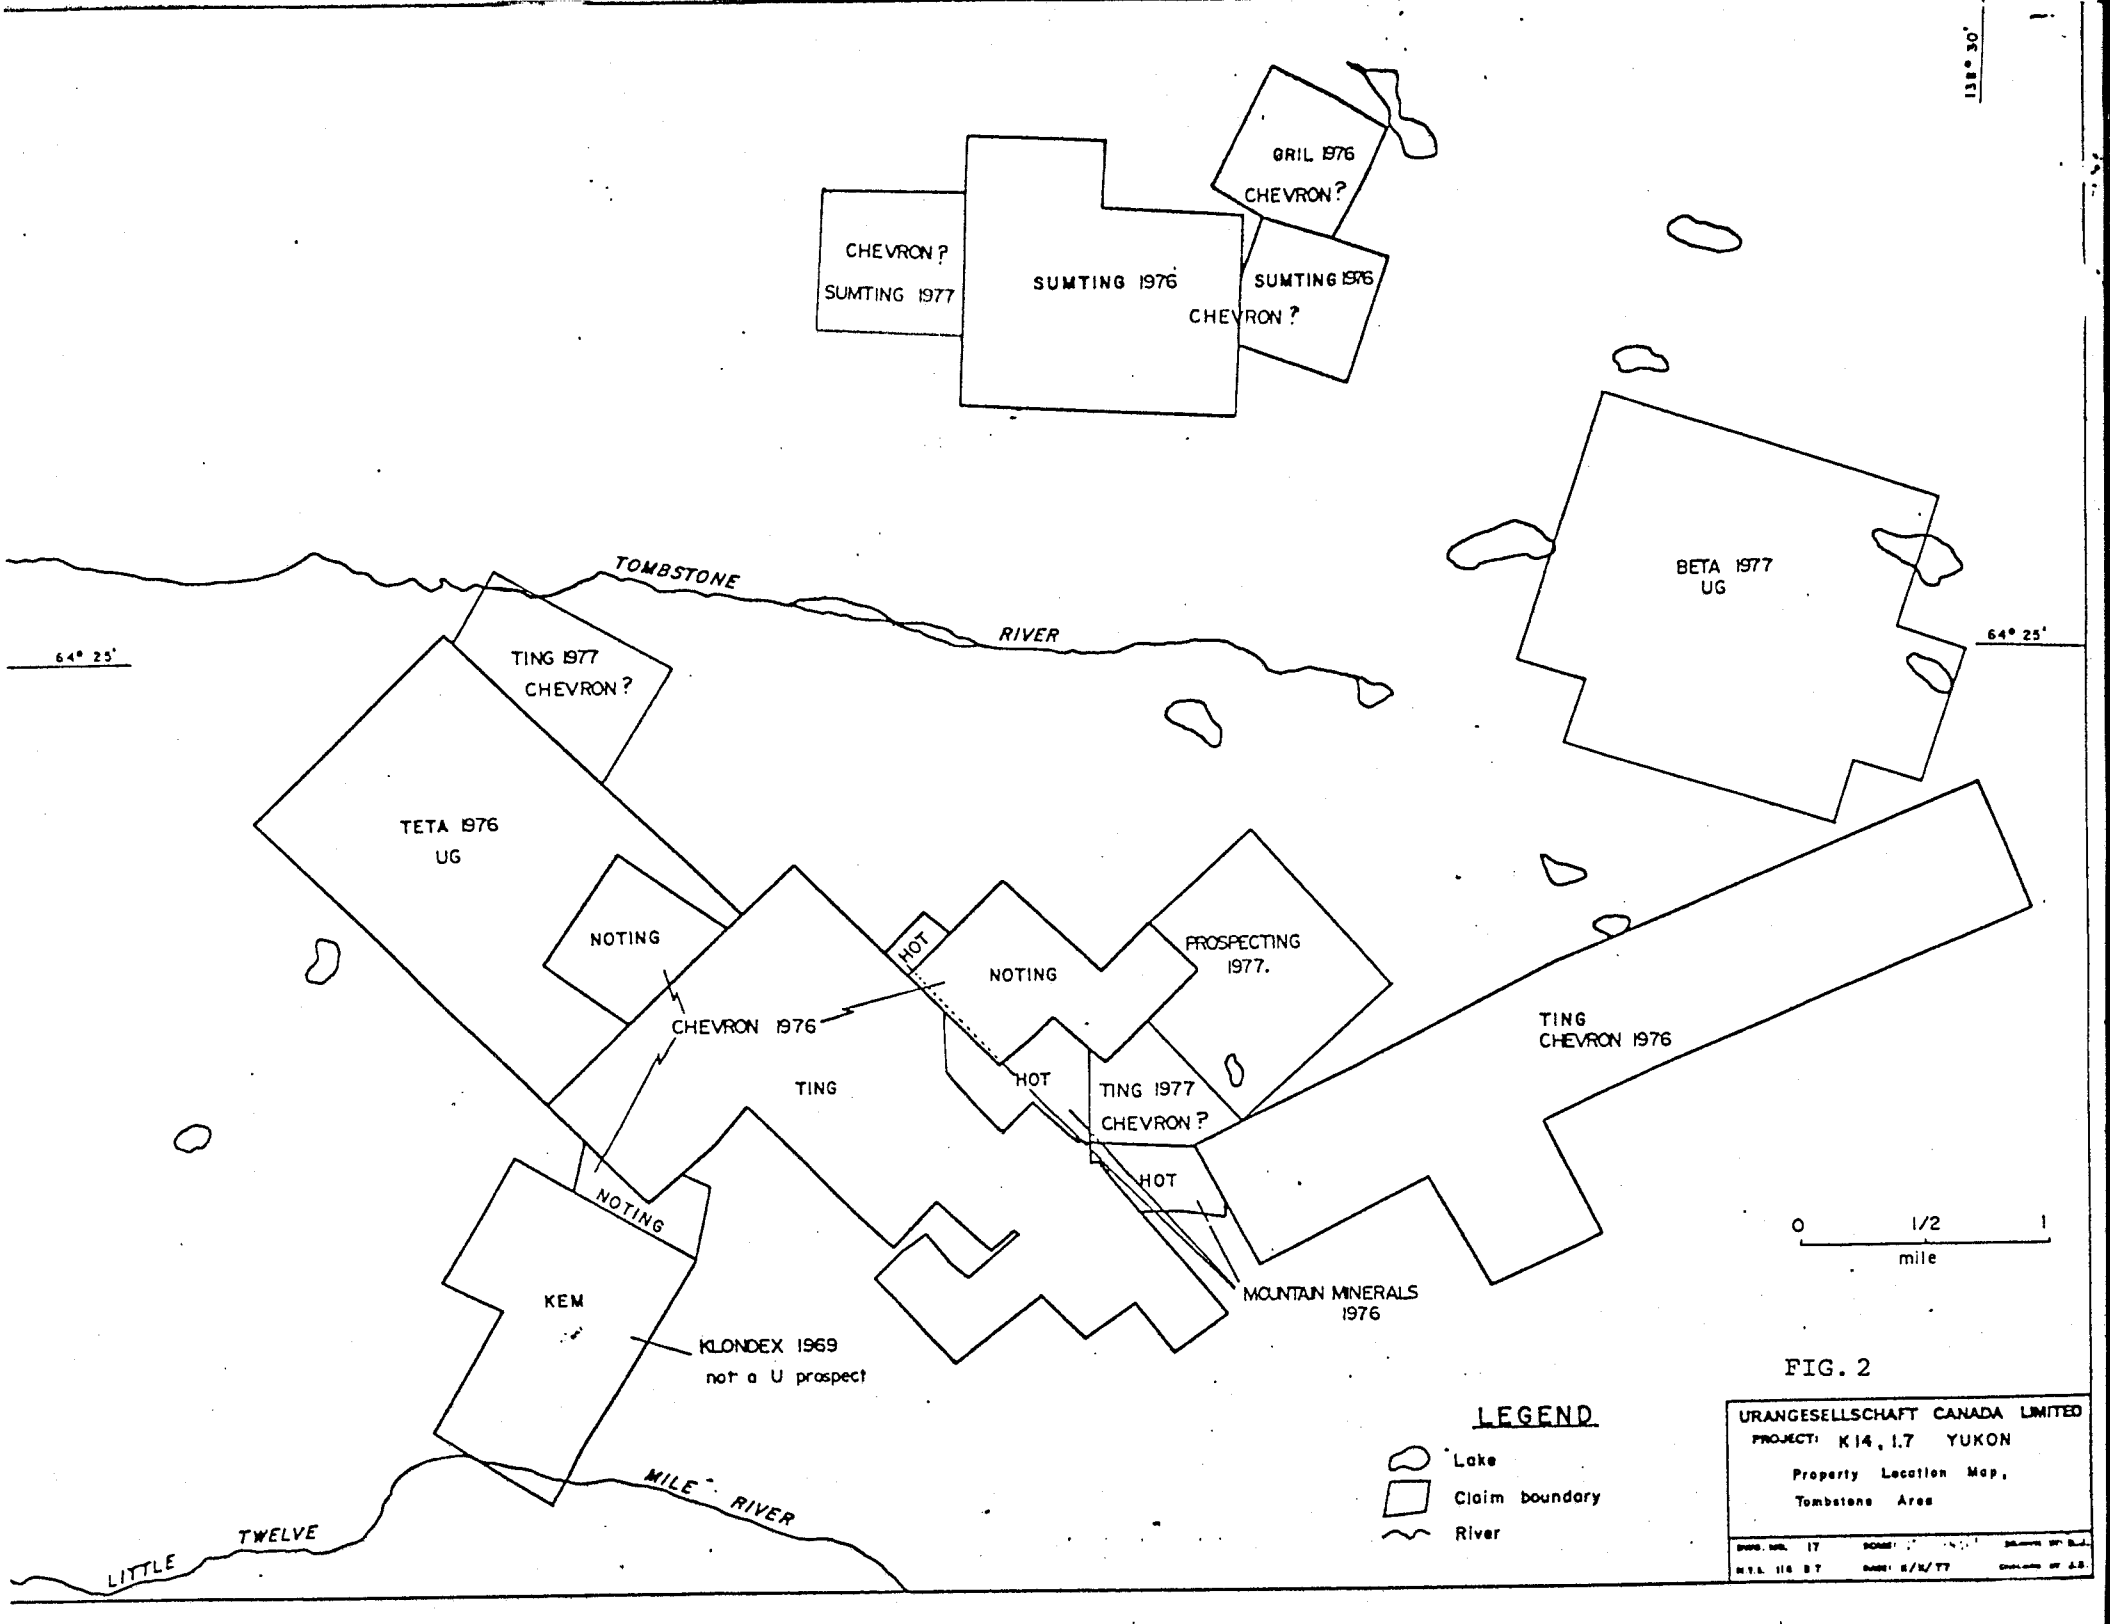 138° 30'
GRIL 1976
CHEVRON?
CHEVRON?
SUMTING 1977
SUMTING 1976
SUMTING 1976
CHEVRON ?
TOMBSTONE
RIVER
BETA 1977
UG
64° 25'
64° 25'
TING 1977
CHEVRON?
TETA 1976
UG
NOTING
HOT
NOTING
PROSPECTING
1977.
CHEVRON 1976
TING
CHEVRON 1976
TING
HOT
TING 1977
CHEVRON?
HOT
NOTING
0 1/2 1
mile
KEM
MOUNTAIN MINERALS
1976
KLONDEX 1969
not a U prospect
FIG. 2
LEGEND
Lake
Claim boundary
River
URANGESELLSCHAFT CANADA LIMITED
PROJECT: K14, 1.7 YUKON
Property Location Map,
Tombstone Area
17
LITTLE TWELVE MILE RIVER